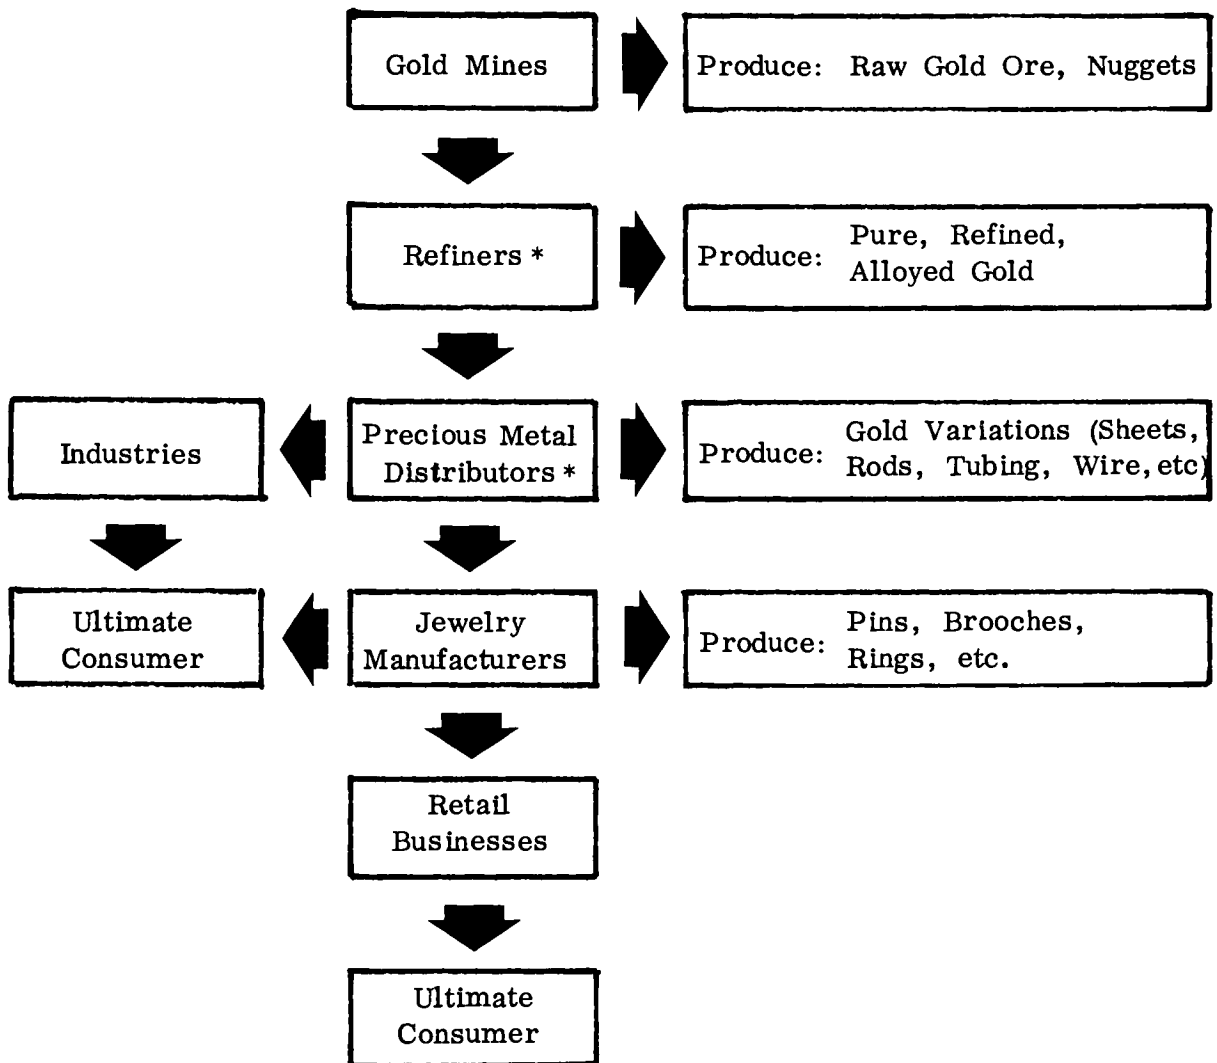 Gold Mines
Produce: Raw Gold Ore, Nuggets
Refiners *
Produce: Pure, Refined,
Alloyed Gold
Industries
Precious Metal
Distributors *
Produce: Gold Variations (Sheets,
Rods, Tubing, Wire, etc)
Ultimate
Consumer
Jewelry
Manufacturers
Produce: Pins, Brooches,
Rings, etc.
Retail
Businesses
Ultimate
Consumer